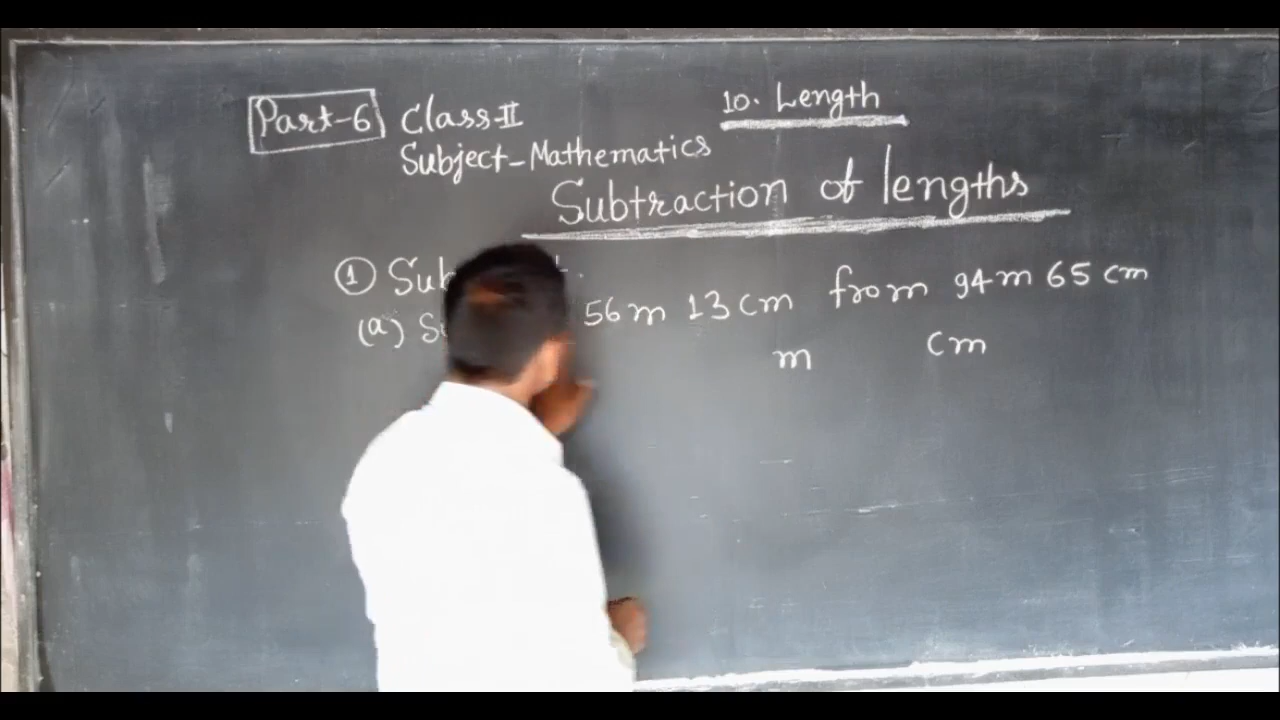 Part-6 Class-II 10. Length
Subject-Mathematics
Subtraction of lengths
① Sub
(a) Su 56 m 13 cm from 94 m 65 cm
m cm